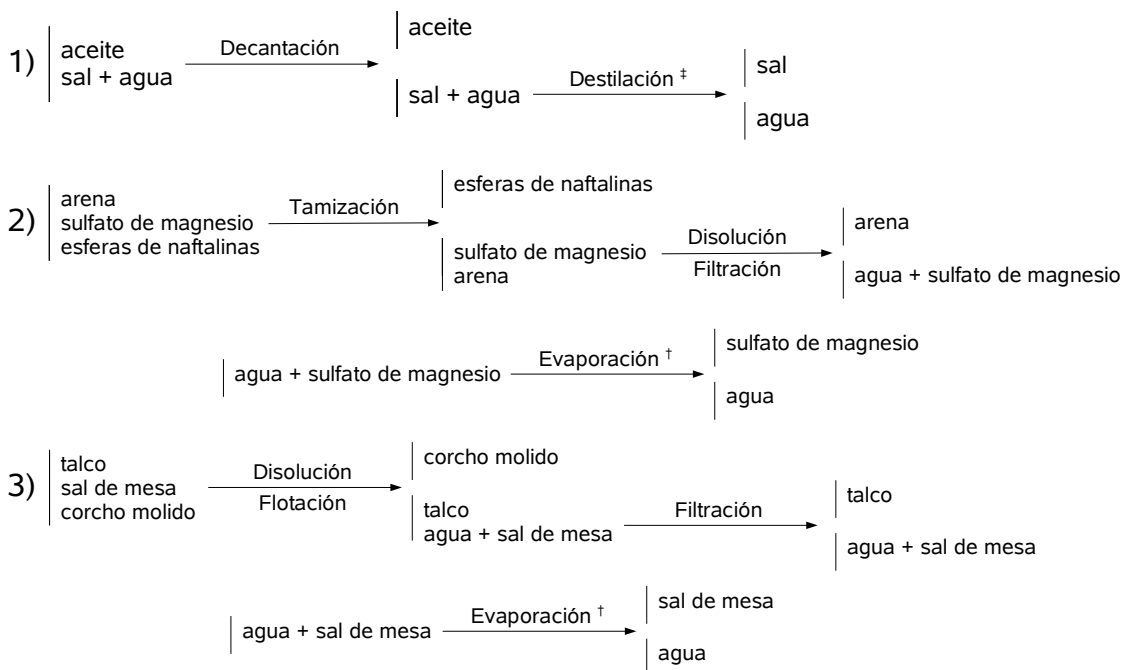 1)
aceite
sal + agua
Decantación
aceite
sal + agua
Destilación ‡
sal
agua
2)
arena
sulfato de magnesio
esferas de naftalinas
Tamización
esferas de naftalinas
sulfato de magnesio
arena
Disolución
Filtración
arena
agua + sulfato de magnesio
agua + sulfato de magnesio
Evaporación †
sulfato de magnesio
agua
3)
talco
sal de mesa
corcho molido
Disolución
Flotación
corcho molido
talco
agua + sal de mesa
Filtración
talco
agua + sal de mesa
agua + sal de mesa
Evaporación †
sal de mesa
agua